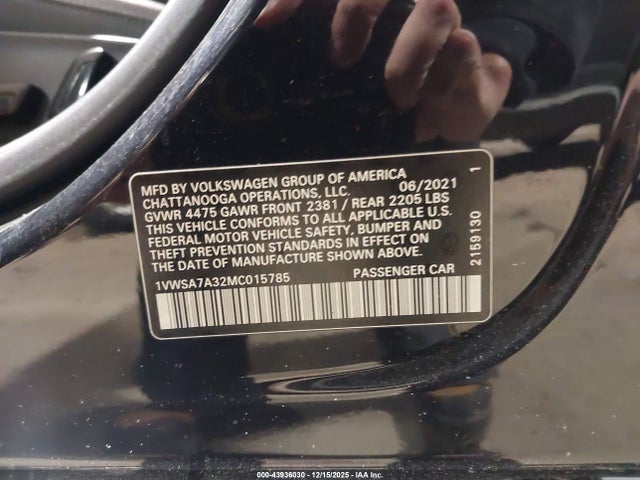 MFD BY VOLKSWAGEN GROUP OF AMERICA
CHATTANOOGA OPERATIONS, LLC. 06/2021 1
GVWR 4475 GAWR FRONT 2381 / REAR 2205 LBS
THIS VEHICLE CONFORMS TO ALL APPLICABLE U.S.
FEDERAL MOTOR VEHICLE SAFETY, BUMPER AND
THEFT PREVENTION STANDARDS IN EFFECT ON
THE DATE OF MANUFACTURE SHOWN ABOVE.
2159130
1VWSA7A32MC015785 PASSENGER CAR
000-43936030 - 12/15/2025 - IAA Inc.